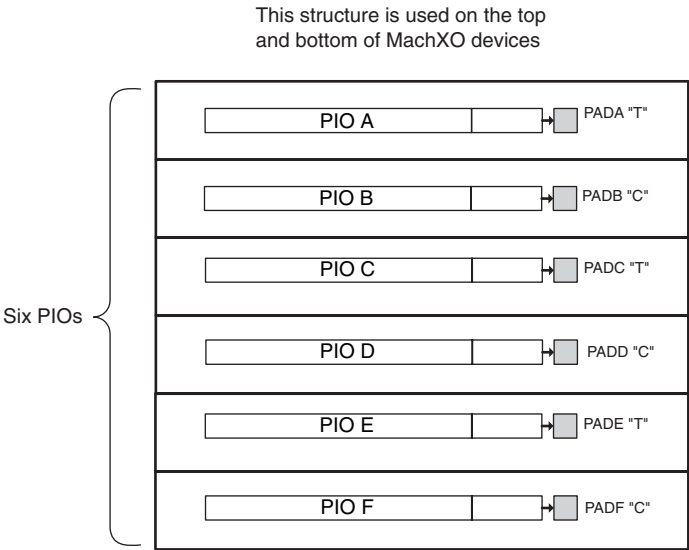 This structure is used on the top
and bottom of MachXO devices
PIO A
PADA "T"
PIO B
PADB "C"
PIO C
PADC "T"
Six PIOs
PIO D
PADD "C"
PIO E
PADE "T"
PIO F
PADF "C"